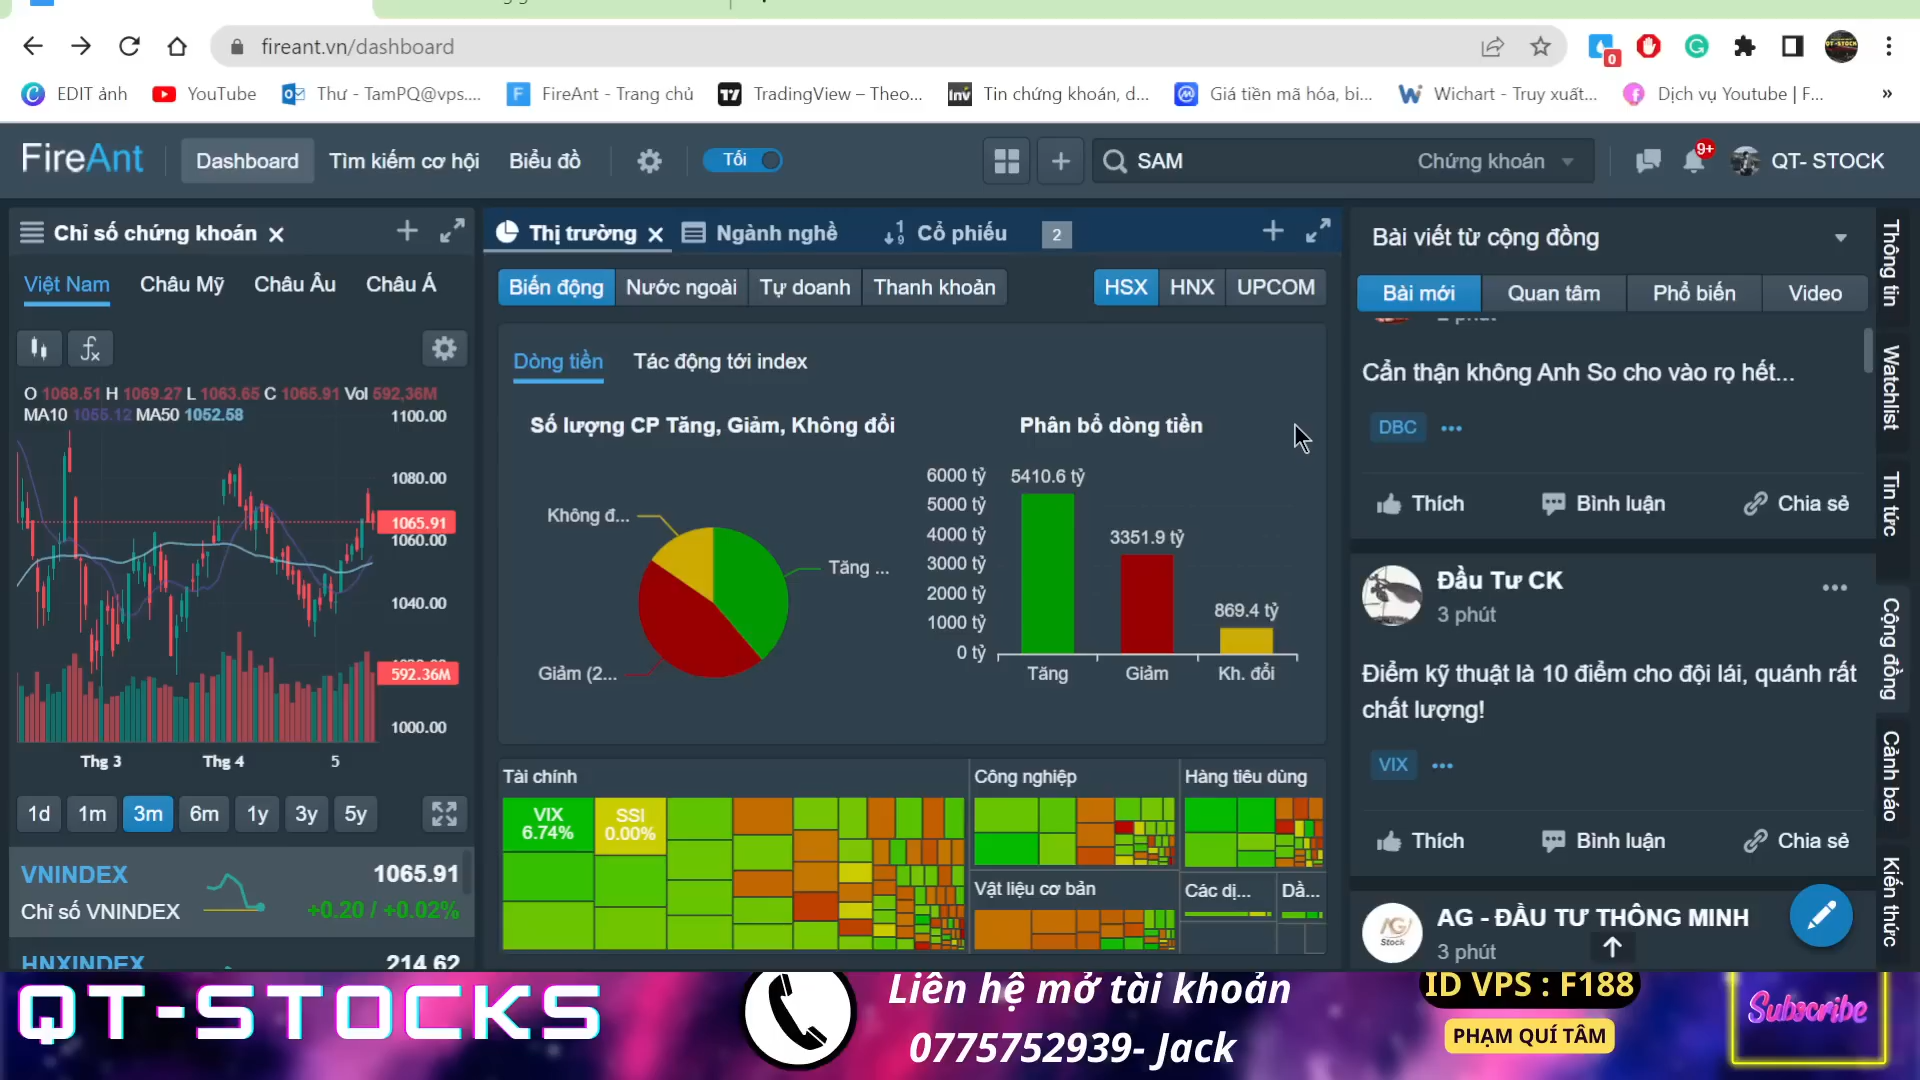 fireant.vn/dashboard
0
EDIT ảnh
YouTube
Thư - TamPQ@vps....
FireAnt - Trang chủ
TradingView – Theo...
Tin chứng khoán, d...
Giá tiền mã hóa, bi...
Wichart - Truy xuất...
Dịch vụ Youtube | F...
»
FireAnt
Dashboard
Tìm kiếm cơ hội
Biểu đồ
Tối
SAM
Chứng khoán
9+
QT- STOCK
Chỉ số chứng khoán
Việt Nam
Châu Mỹ
Châu Âu
Châu Á
O 1068.51 H 1069.27 L 1063.65 C 1065.91 Vol 592,36M
MA10 1055.12 MA50 1052.58
1100.00
1080.00
1065.91
1060.00
1040.00
592.36M
1000.00
Thg 3
Thg 4
5
1d
1m
3m
6m
1y
3y
5y
VNINDEX
1065.91
Chỉ số VNINDEX
+0.20 / +0.02%
HNXINDEX
214.62
Thị trường
Ngành nghề
Cổ phiếu
2
Biến động
Nước ngoài
Tự doanh
Thanh khoản
HSX
HNX
UPCOM
Dòng tiền
Tác động tới index
Số lượng CP Tăng, Giảm, Không đổi
Không đ...
Tăng ...
Giảm (2...
Phân bổ dòng tiền
6000 tỷ
5000 tỷ
4000 tỷ
3000 tỷ
2000 tỷ
1000 tỷ
0 tỷ
5410.6 tỷ
3351.9 tỷ
869.4 tỷ
Tăng
Giảm
Kh. đổi
Tài chính
VIX
6.74%
SSI
0.00%
Công nghiệp
Hàng tiêu dùng
Vật liệu cơ bản
Các dị...
Dầ...
Bài viết từ cộng đồng
Bài mới
Quan tâm
Phổ biến
Video
Cẩn thận không Anh So cho vào rọ hết...
DBC
Thích
Bình luận
Chia sẻ
Đầu Tư CK
3 phút
Điểm kỹ thuật là 10 điểm cho đội lái, quánh rất
chất lượng!
VIX
Thích
Bình luận
Chia sẻ
AG - ĐẦU TƯ THÔNG MINH
3 phút
AG
Stock
Thông tin
Watchlist
Tin tức
Cộng đồng
Cảnh báo
Kiến thức
QT-STOCKS
Liên hệ mở tài khoản
0775752939- Jack
ID VPS : F188
PHẠM QUÍ TÂM
Subscribe